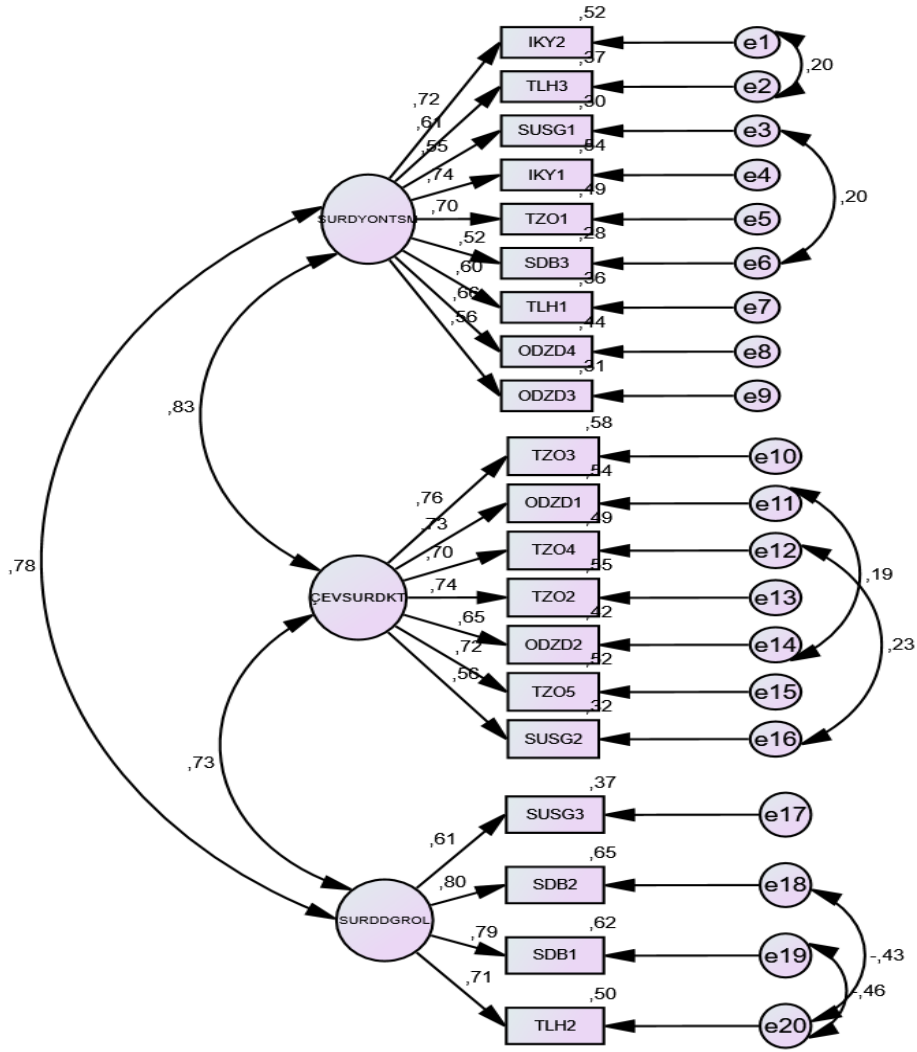 ,52
IKY2
e1
,72
,37
TLH3
e2
,20
,61
,30
SUSG1
e3
,55
,54
IKY1
e4
,74
,20
,49
TZO1
e5
SURDYONTSM
,70
,28
SDB3
e6
,52
,36
TLH1
e7
,60
,44
ODZD4
e8
,66
,31
ODZD3
e9
,56
,83
,58
TZO3
e10
,76
,54
ODZD1
e11
,73
,49
TZO4
e12
,70
,55
TZO2
e13
,74
,19
ÇEVSURDKT
,42
ODZD2
e14
,65
,23
,52
TZO5
e15
,72
,32
SUSG2
e16
,56
,78
,73
,37
SUSG3
e17
,61
,65
SDB2
e18
,80
SURDDGROL
,62
SDB1
e19
,79
-,43
-,46
,50
TLH2
e20
,71